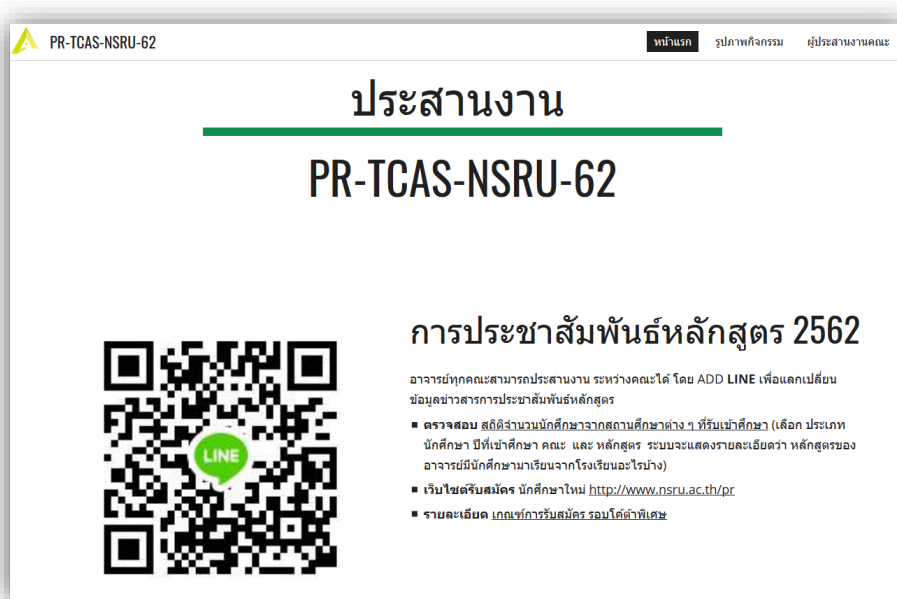 PR-TCAS-NSRU-62
หน้าแรก รูปภาพกิจกรรม ผู้ประสานงานคณะ
ประสานงาน
PR-TCAS-NSRU-62
การประชาสัมพันธ์หลักสูตร 2562
อาจารย์ทุกคณะสามารถประสานงาน ระหว่างคณะได้ โดย ADD LINE เพื่อแลกเปลี่ยน
ข้อมูลข่าวสารการประชาสัมพันธ์หลักสูตร
▪ ตรวจสอบ สถิติจำนวนนักศึกษาจากสถานศึกษาต่าง ๆ ที่รับเข้าศึกษา (เลือก ประเภท
นักศึกษา ปีที่เข้าศึกษา คณะ และ หลักสูตร ระบบจะแสดงรายละเอียดว่า หลักสูตรของ
อาจารย์มีนักศึกษามาเรียนจากโรงเรียนอะไรบ้าง)
▪ เว็บไซต์รับสมัคร นักศึกษาใหม่ http://www.nsru.ac.th/pr
▪ รายละเอียด เกณฑ์การรับสมัคร รอบโค้ต้าพิเศษ
LINE